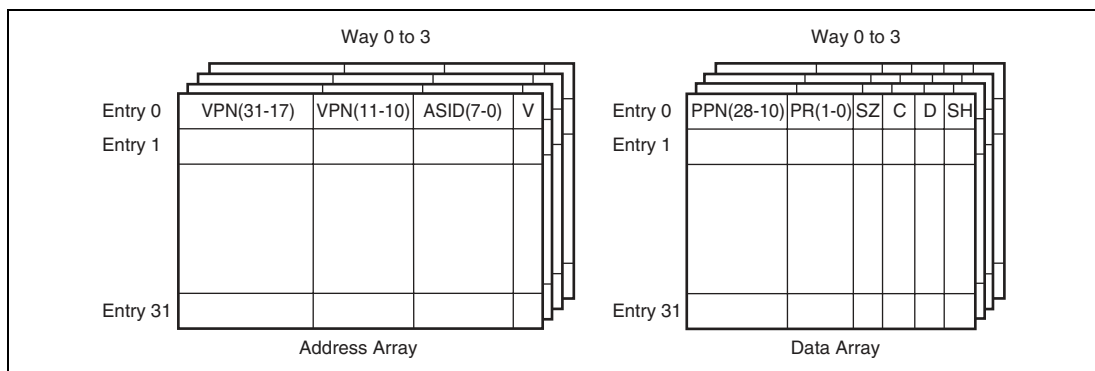 Way 0 to 3
Entry 0 VPN(31-17) VPN(11-10) ASID(7-0) V
Entry 1
Entry 31
Address Array
Way 0 to 3
Entry 0 PPN(28-10) PR(1-0) SZ C D SH
Entry 1
Entry 31
Data Array